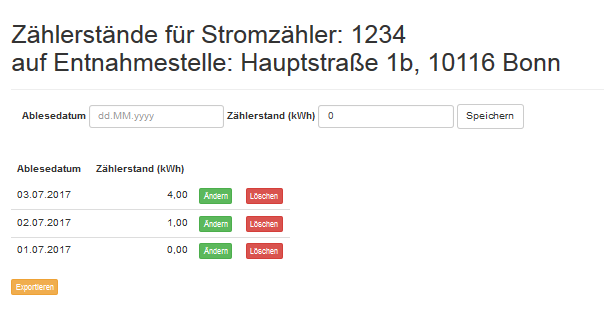 Zählerstände für Stromzähler: 1234
auf Entnahmestelle: Hauptstraße 1b, 10116 Bonn
Ablesedatum dd.MM.yyyy Zählerstand (kWh) 0 Speichern
Ablesedatum Zählerstand (kWh)
03.07.2017 4,00 Ändern Löschen
02.07.2017 1,00 Ändern Löschen
01.07.2017 0,00 Ändern Löschen
Exportieren